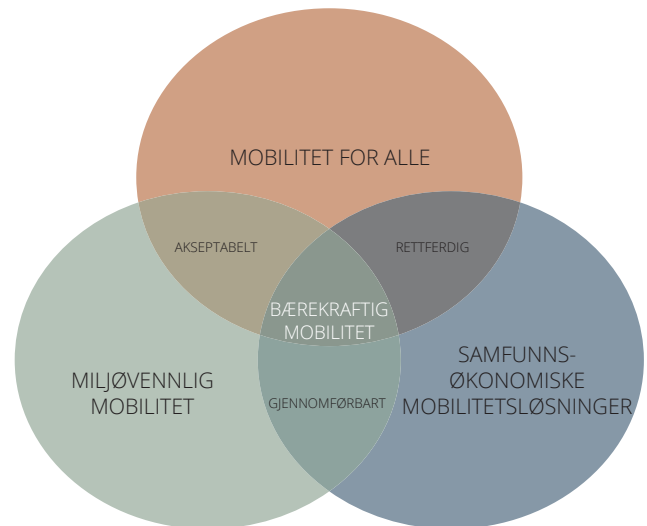 MOBILITET FOR ALLE
AKSEPTABELT
RETTFERDIG
BÆREKRAFTIG
MOBILITET
MILJØVENNLIG
MOBILITET
SAMFUNNS-
ØKONOMISKE
MOBILITETSLØSNINGER
GJENNOMFØRBART